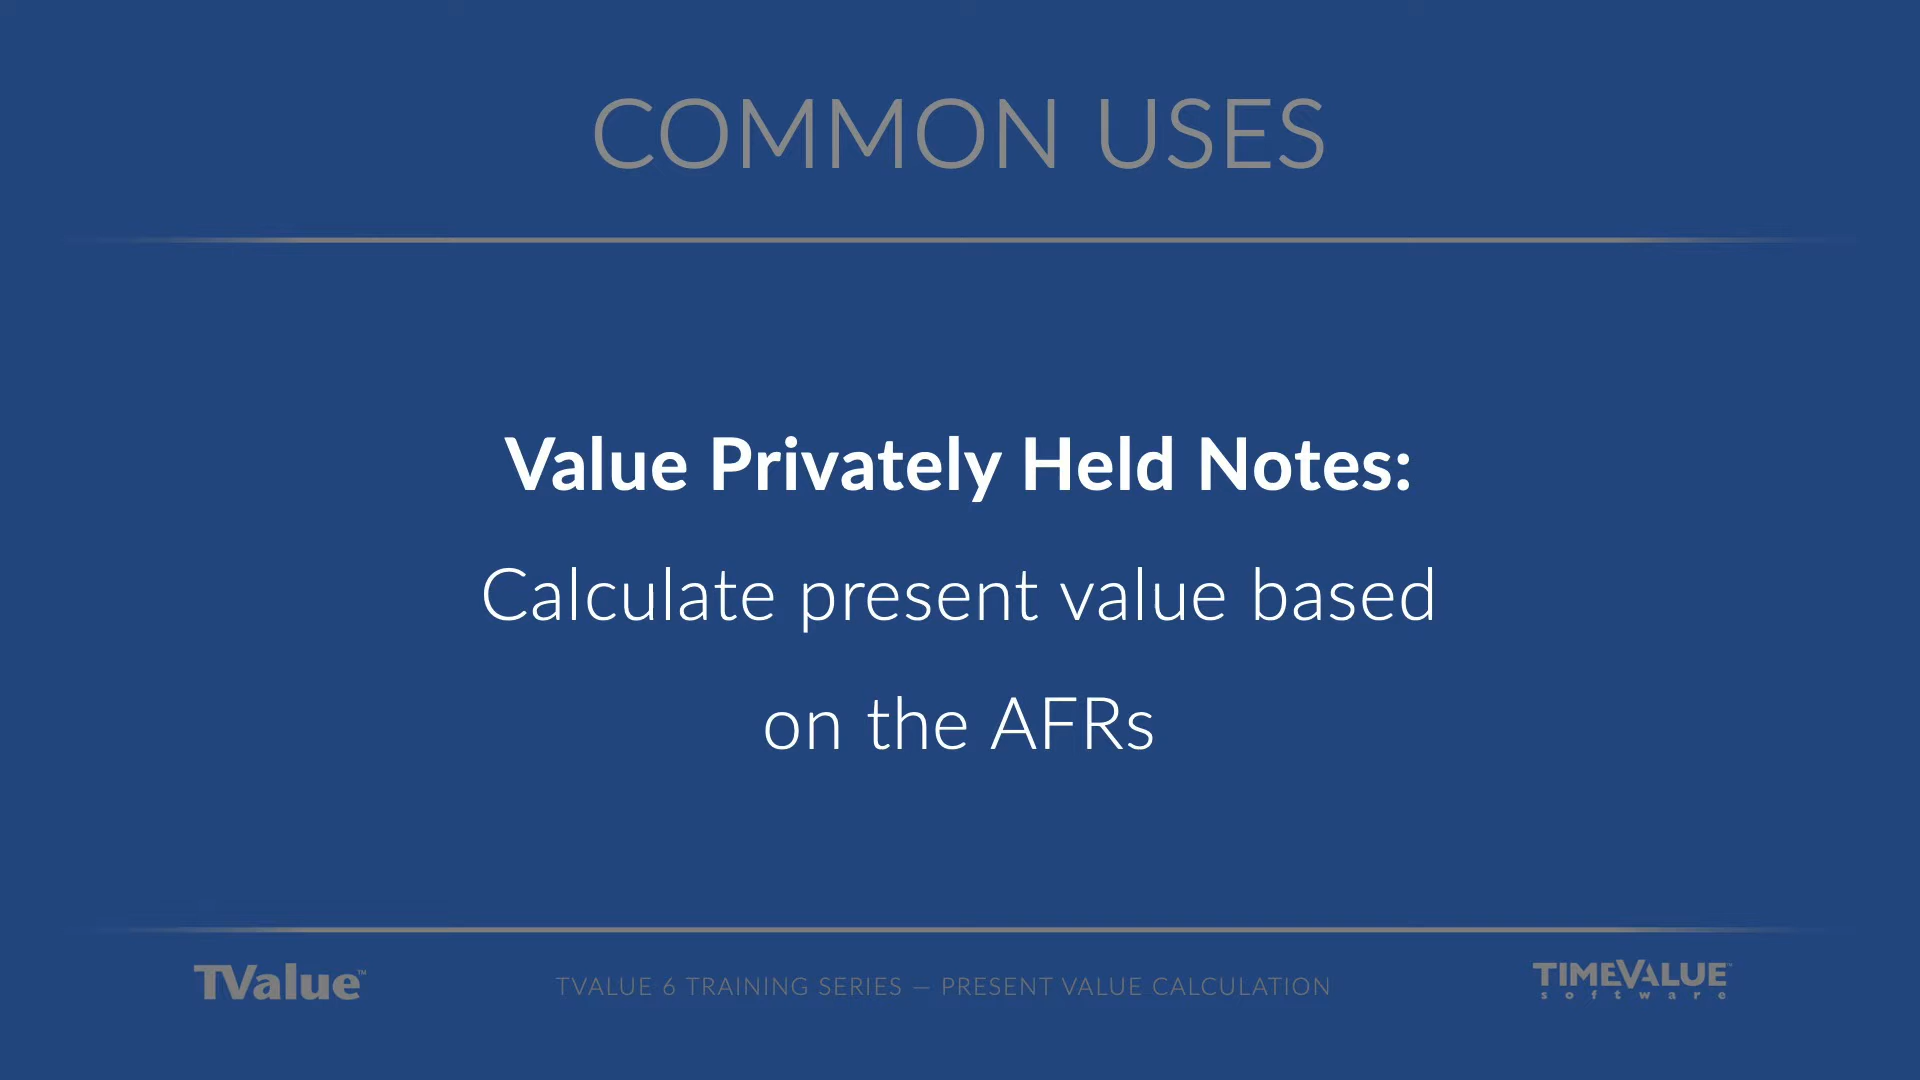 COMMON USES
Value Privately Held Notes:
Calculate present value based
on the AFRs
TValue™
TVALUE 6 TRAINING SERIES — PRESENT VALUE CALCULATION
TIMEVALUE
software